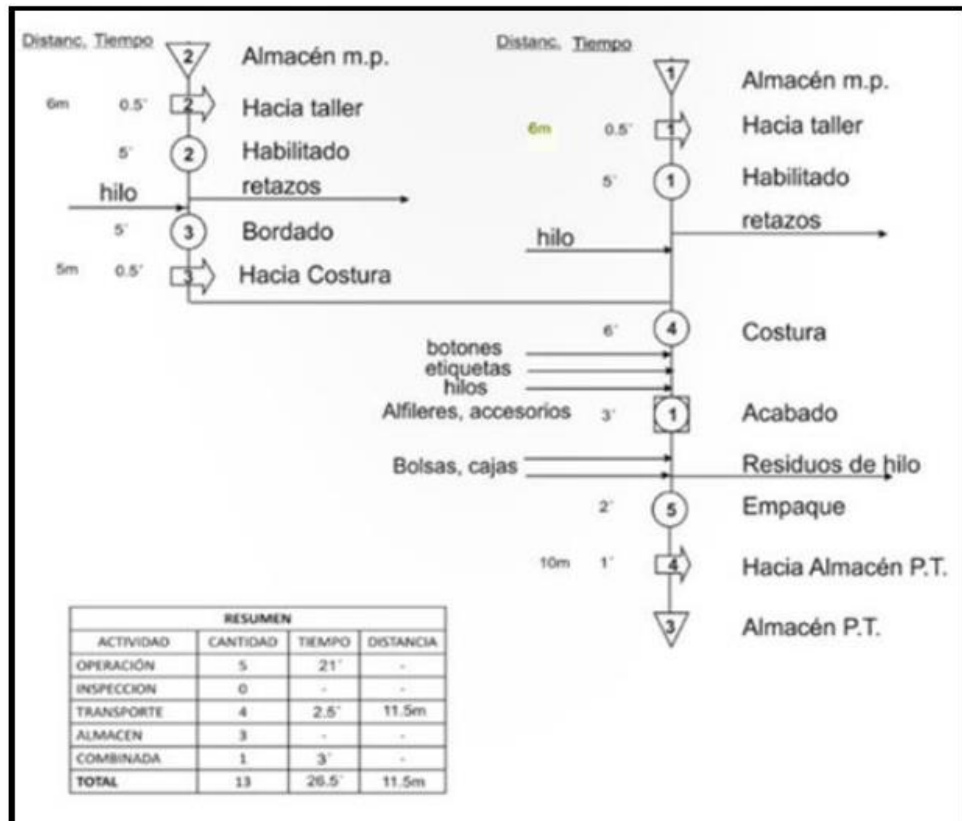 Distanc. Tiempo
2 Almacén m.p.
6m 0.5´ 2 Hacia taller
5´ 2 Habilitado
retazos
hilo
5´ 3 Bordado
5m 0.5´ 3 Hacia Costura
Distanc. Tiempo
1 Almacén m.p.
6m 0.5´ 1 Hacia taller
5´ 1 Habilitado
retazos
hilo
6´ 4 Costura
botones
etiquetas
hilos
Alfileres, accesorios 3´ 1 Acabado
Bolsas, cajas Residuos de hilo
2´ 5 Empaque
10m 1´ 4 Hacia Almacén P.T.
3 Almacén P.T.
RESUMEN
ACTIVIDAD CANTIDAD TIEMPO DISTANCIA
OPERACIÓN 5 21´ -
INSPECCION 0 - -
TRANSPORTE 4 2.5´ 11.5m
ALMACEN 3 - -
COMBINADA 1 3´ -
TOTAL 13 26.5´ 11.5m